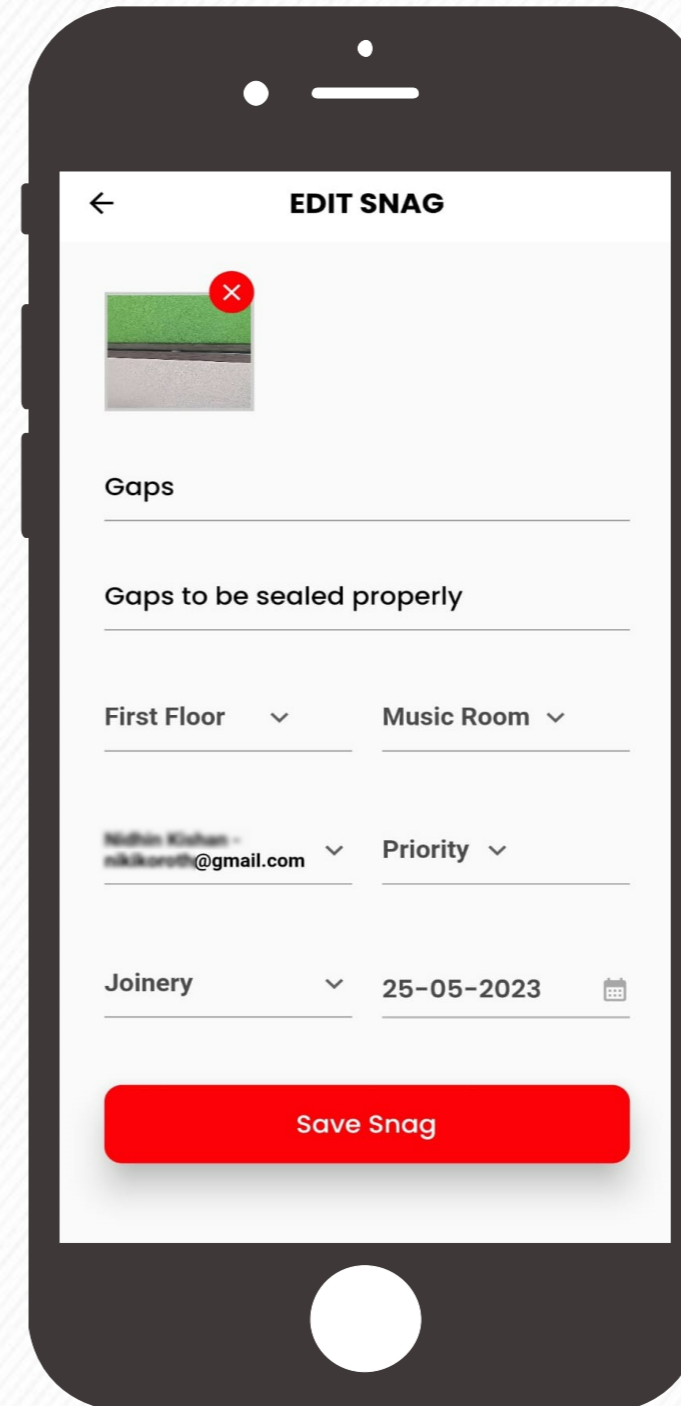 EDIT SNAG
Gaps
Gaps to be sealed properly
First Floor
Music Room
@gmail.com
Priority
Joinery
25-05-2023
Save Snag